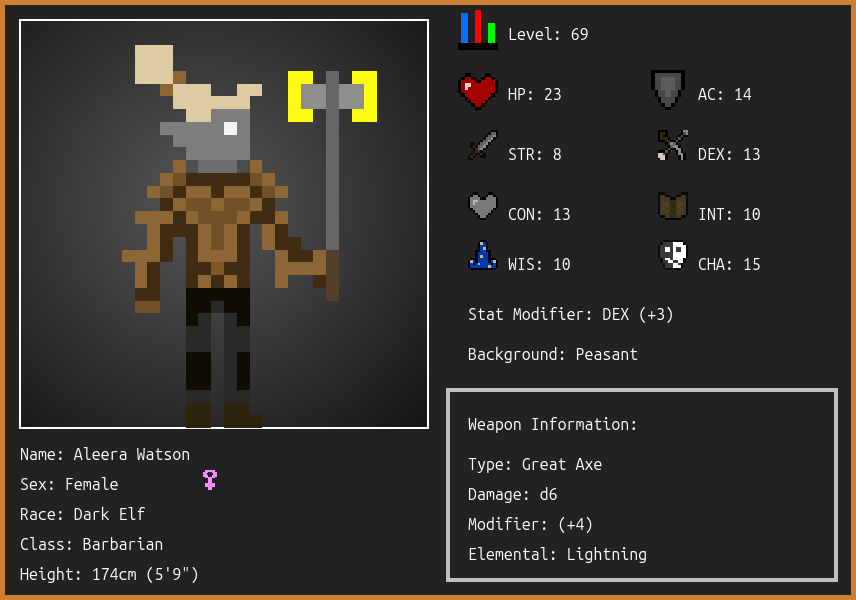 Level: 69
HP: 23
AC: 14
STR: 8
DEX: 13
CON: 13
INT: 10
WIS: 10
CHA: 15
Stat Modifier: DEX (+3)
Background: Peasant
Weapon Information:
Type: Great Axe
Damage: d6
Modifier: (+4)
Elemental: Lightning
Name: Aleera Watson
Sex: Female
Race: Dark Elf
Class: Barbarian
Height: 174cm (5'9")